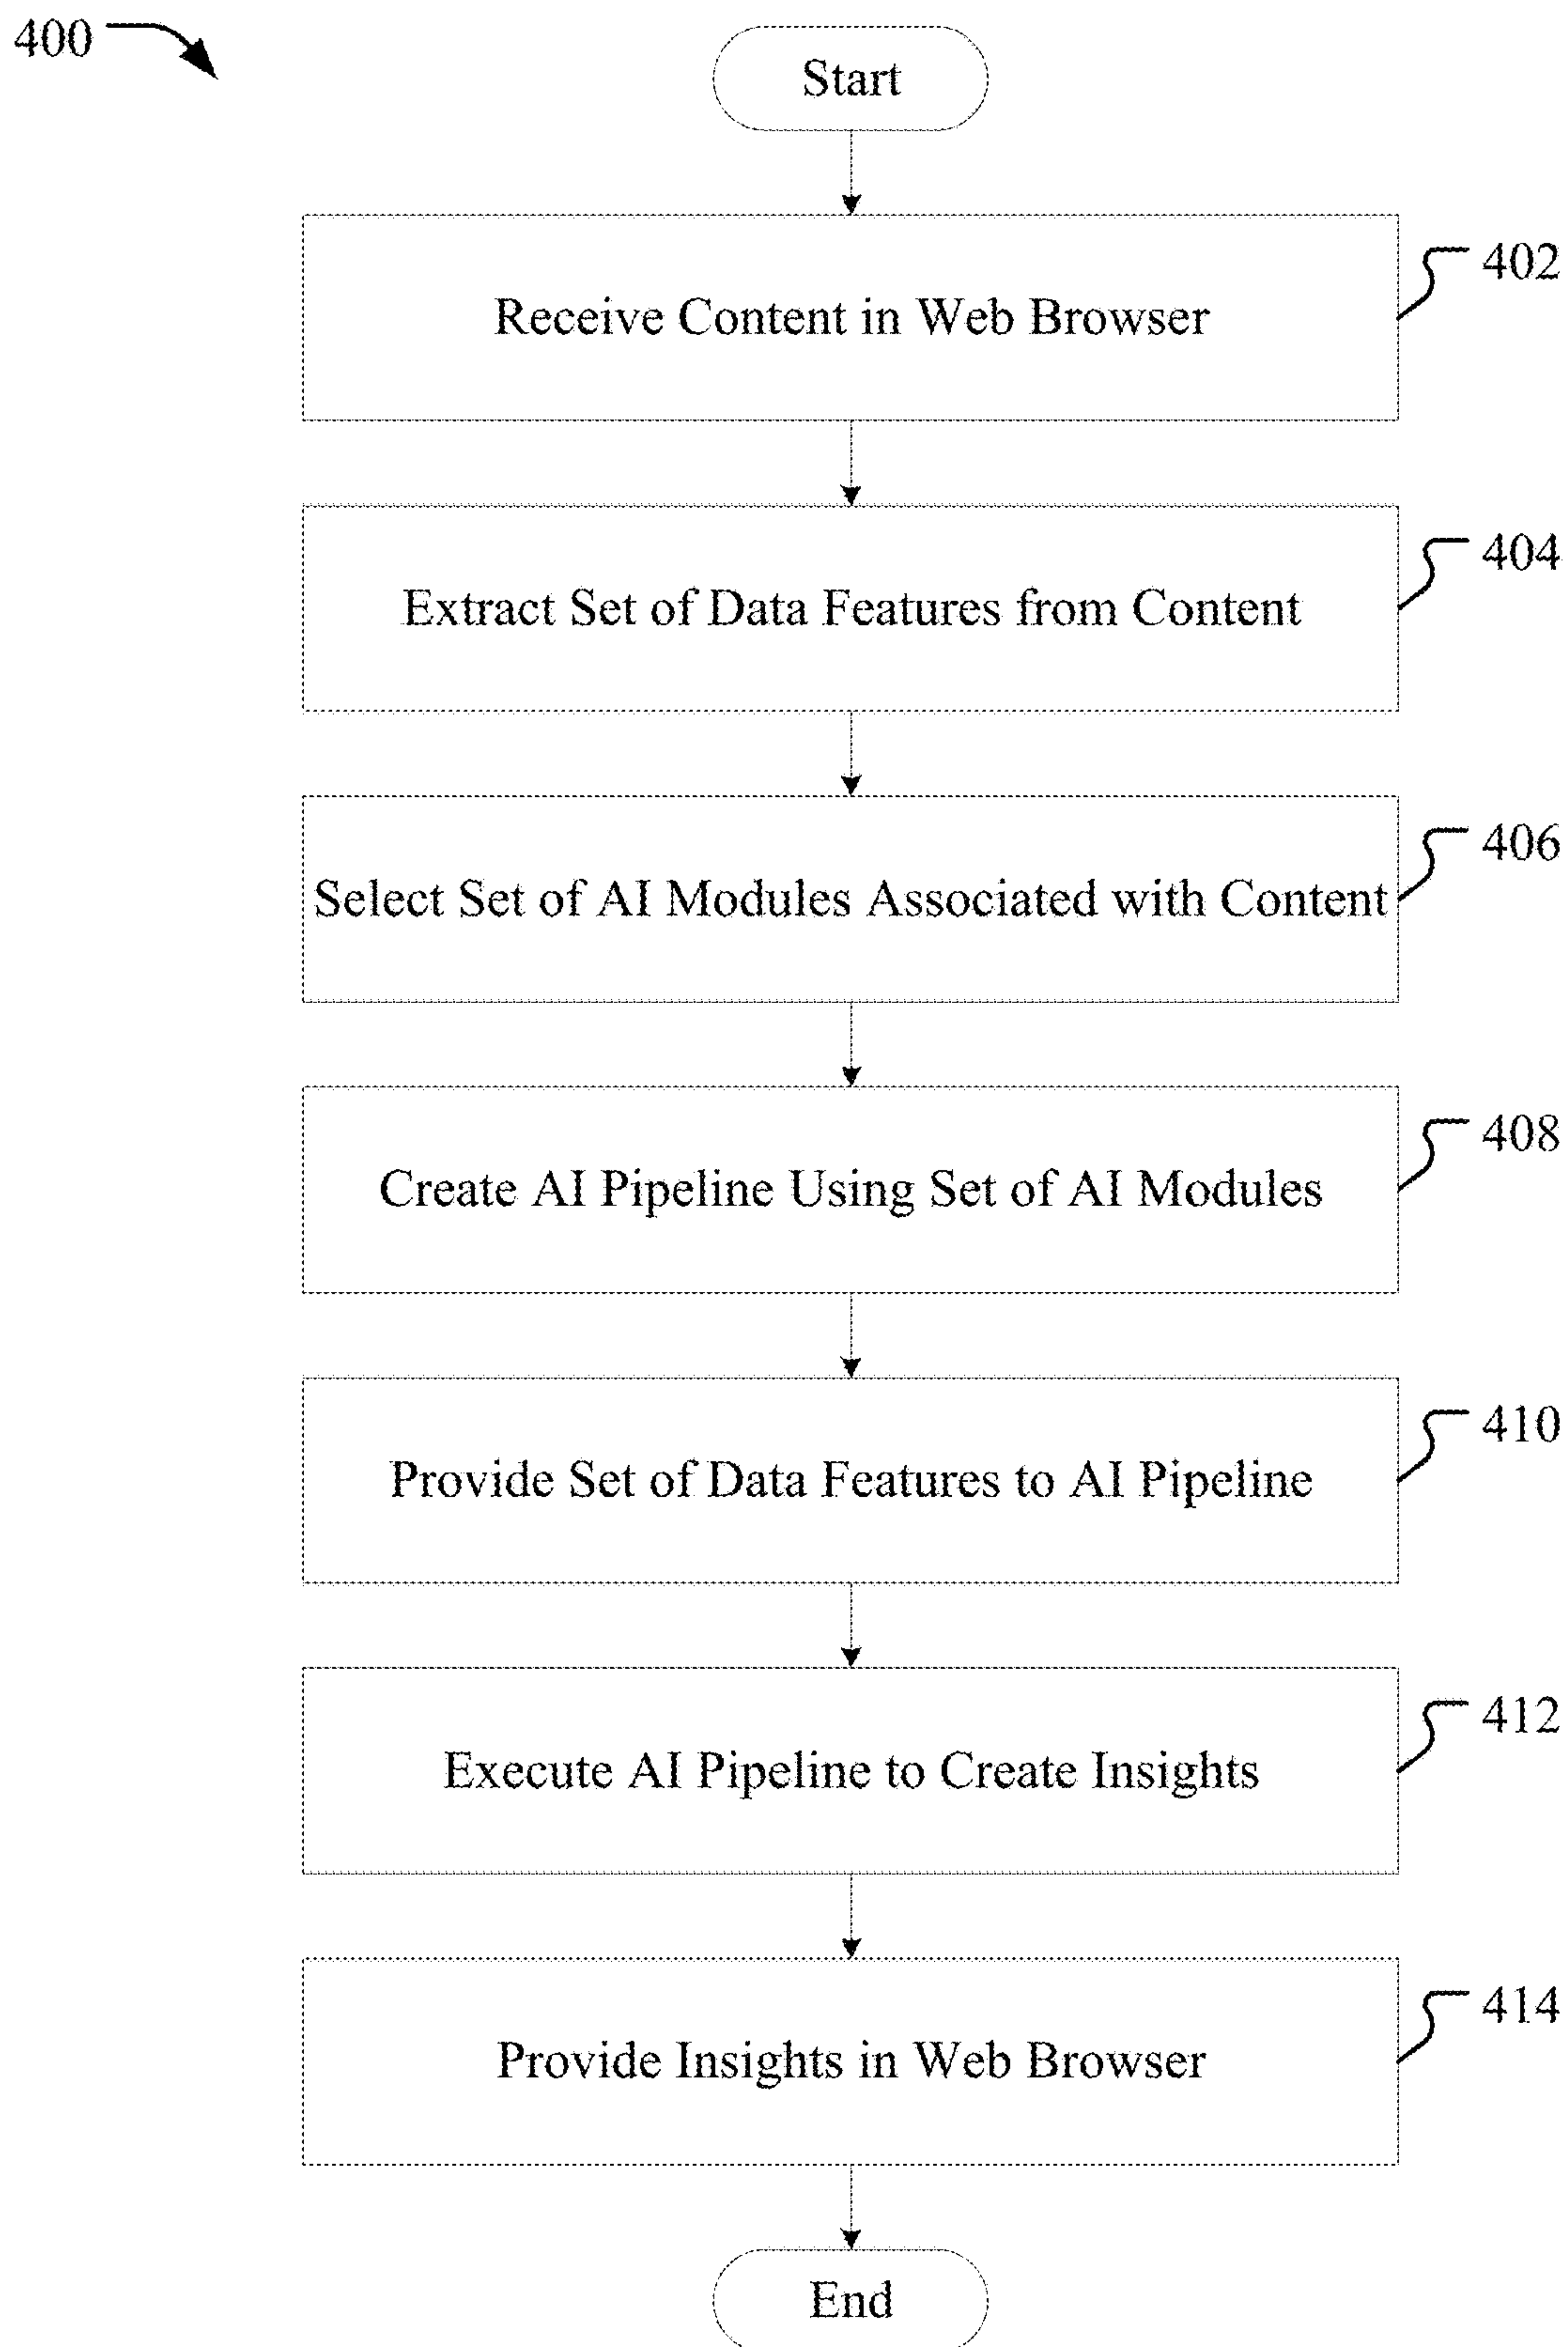 400
Start
Receive Content in Web Browser
402
Extract Set of Data Features from Content
404
Select Set of AI Modules Associated with Content
406
Create AI Pipeline Using Set of AI Modules
408
Provide Set of Data Features to AI Pipeline
410
Execute AI Pipeline to Create Insights
412
Provide Insights in Web Browser
414
End